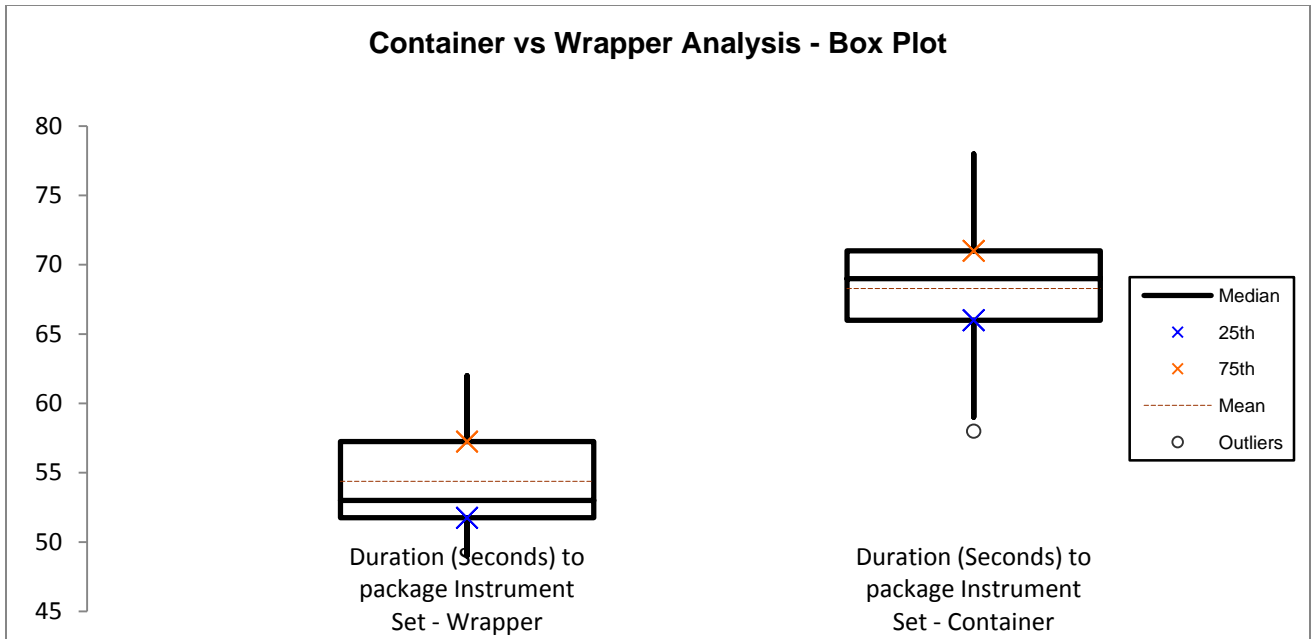 Container vs Wrapper Analysis - Box Plot
80
75
70
65
60
55
50
45
Duration (Seconds) to
package Instrument
Set - Wrapper
Duration (Seconds) to
package Instrument
Set - Container
Median
25th
75th
Mean
Outliers